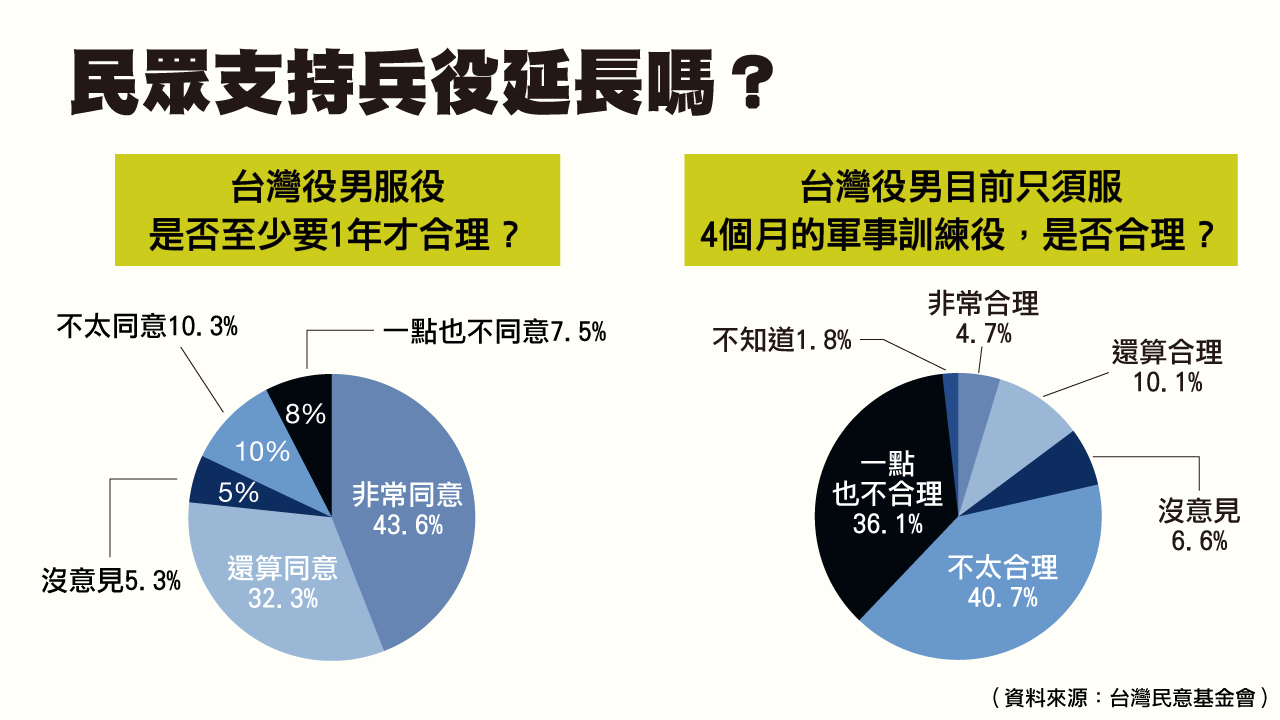 民眾支持兵役延長嗎？
台灣役男服役
是否至少要1年才合理？
不太同意10.3%
一點也不同意7.5%
8%
10%
5%
非常同意
43.6%
沒意見5.3%
還算同意
32.3%
台灣役男目前只須服
4個月的軍事訓練役，是否合理？
非常合理
4.7%
不知道1.8%
還算合理
10.1%
一點
也不合理
36.1%
沒意見
6.6%
不太合理
40.7%
（資料來源：台灣民意基金會）